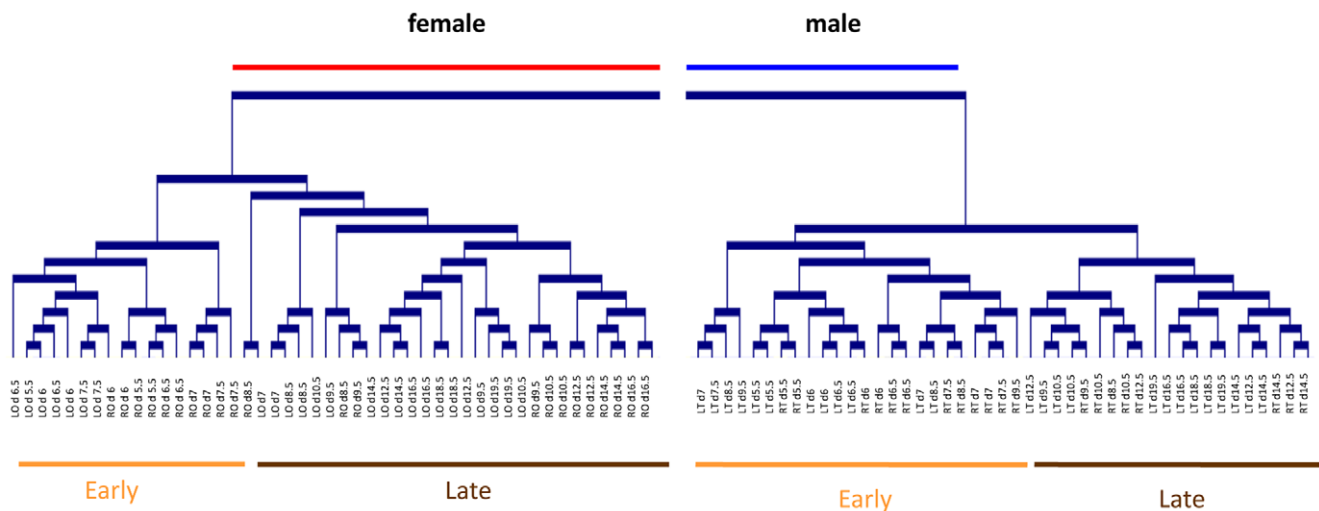 female
male
LO d 6.5
LO d 5.5
LO d6
LO d 6.5
LO d 6
LO d 7.5
LO d 7.5
RO d 6
RO d 6
RO d 5.5
RO d 5.5
RO d 6.5
RO d 6.5
RO d7
RO d7
RO d7.5
RO d7.5
RO d8.5
LO d7
LO d7
LO d8.5
LO d8.5
LO d10.5
LO d9.5
RO d8.5
RO d9.5
LO d14.5
LO d12.5
LO d14.5
LO d16.5
LO d16.5
LO d18.5
LO d18.5
LO d12.5
LO d9.5
LO d19.5
LO d19.5
LO d10.5
RO d9.5
RO d10.5
RO d10.5
RO d12.5
RO d12.5
RO d14.5
RO d14.5
RO d16.5
RO d16.5
LT d7
LT d7.5
LT d8.5
LT d9.5
LT d5.5
LT d5.5
RT d5.5
RT d5.5
LT d6
LT d6
LT d6.5
LT d6.5
RT d6
RT d6
RT d6.5
RT d6.5
LT d7
LT d8.5
RT d7.5
RT d8.5
RT d7
RT d7
RT d7.5
RT d9.5
LT d12.5
LT d9.5
LT d10.5
LT d10.5
RT d9.5
RT d10.5
RT d8.5
RT d10.5
RT d12.5
LT d19.5
LT d16.5
LT d16.5
LT d18.5
LT d18.5
LT d19.5
LT d14.5
LT d12.5
LT d14.5
RT d14.5
RT d12.5
RT d14.5
Early
Late
Early
Late